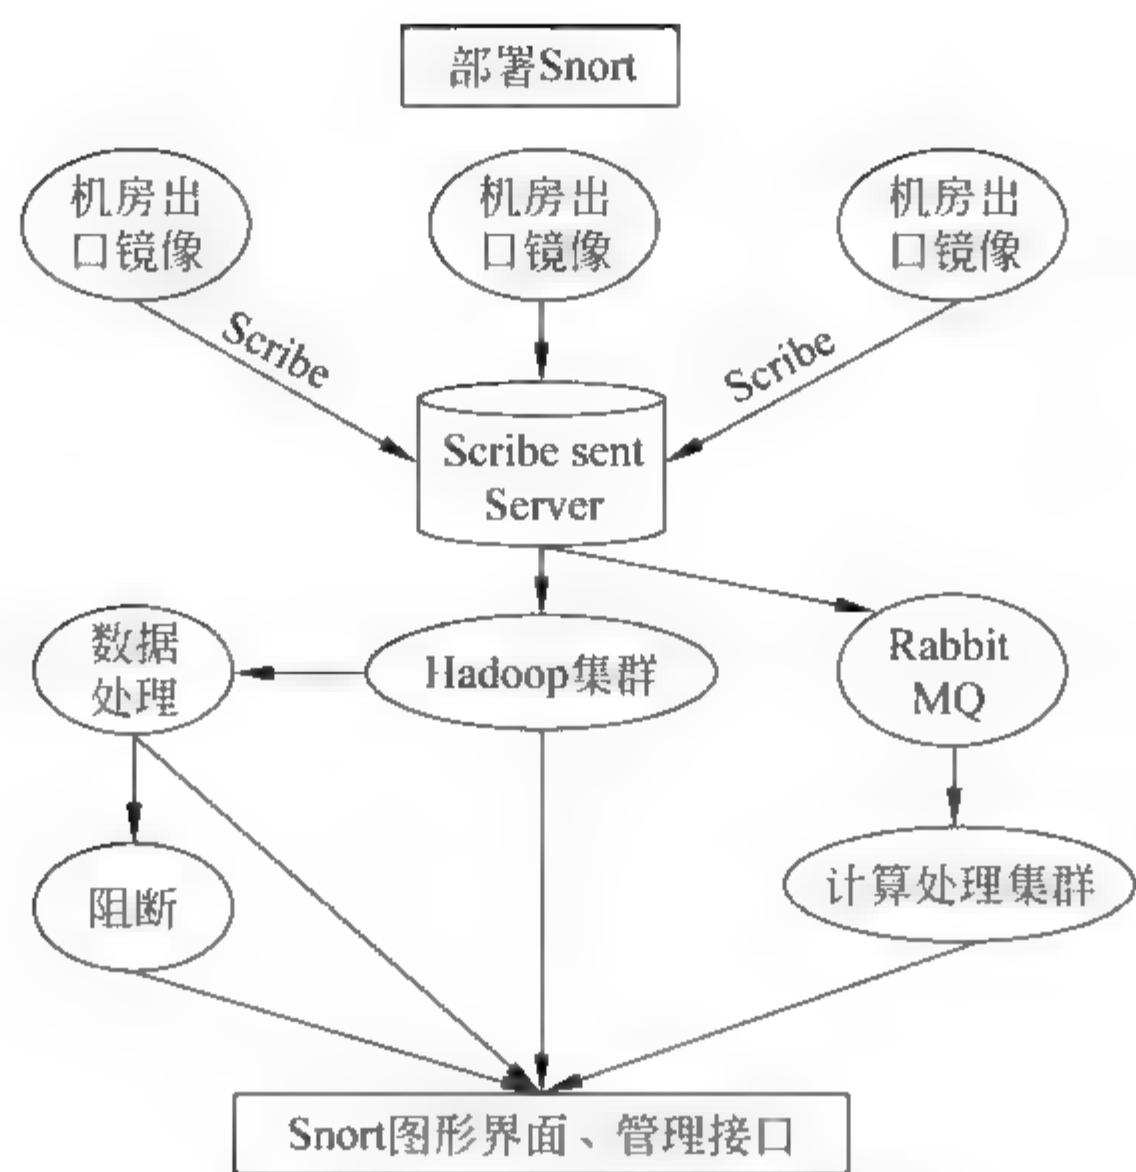 部署Snort
机房出
口镜像
机房出
口镜像
机房出
口镜像
Scribe
Scribe
Scribe sent
Server
数据
处理
Hadoop集群
Rabbit
MQ
阻断
计算处理集群
Snort图形界面、管理接口